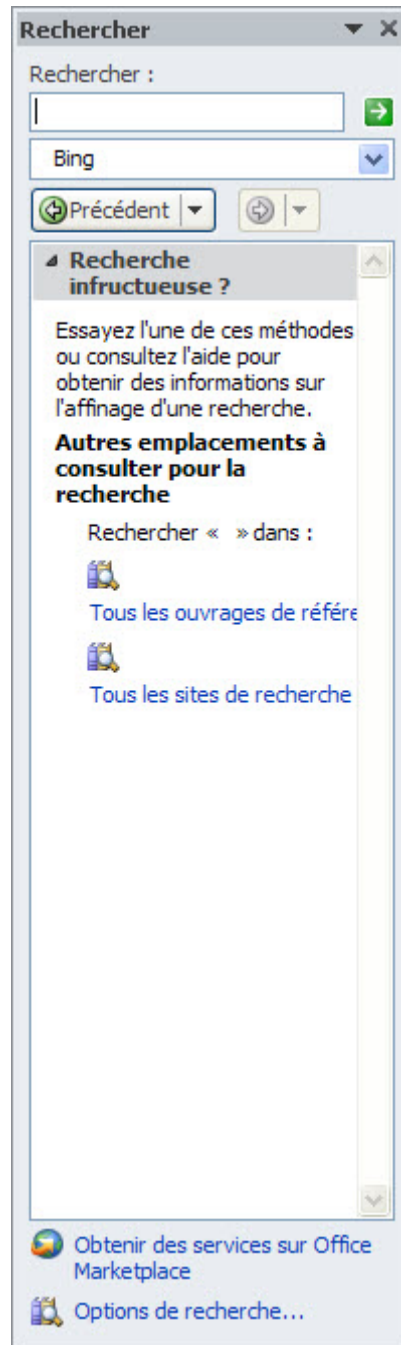 Rechercher
Rechercher :
Bing
Précédent
Recherche
infructueuse ?
Essayez l'une de ces méthodes
ou consultez l'aide pour
obtenir des informations sur
l'affinage d'une recherche.
Autres emplacements à
consulter pour la
recherche
Rechercher « » dans :
Tous les ouvrages de référe
Tous les sites de recherche
Obtenir des services sur Office
Marketplace
Options de recherche...